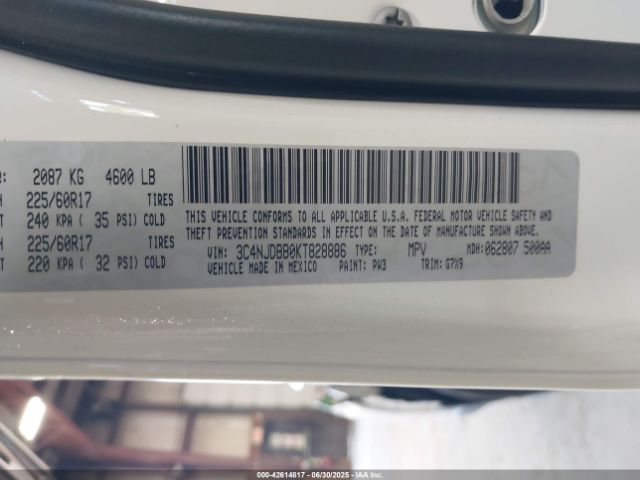 R: 2087 KG 4600 LB
225/60R17 TIRES
240 KPA ( 35 PSI) COLD
225/60R17 TIRES
220 KPA ( 32 PSI) COLD
THIS VEHICLE CONFORMS TO ALL APPLICABLE U.S.A. FEDERAL MOTOR VEHICLE SAFETY AND
THEFT PREVENTION STANDARDS IN EFFECT ON THE DATE OF MANUFACTURE SHOWN ABOVE.
VIN: 3C4NJDBB0KT828886 TYPE: MPV MDH: 062807 500AA
VEHICLE MADE IN MEXICO PAINT: PW3 TRIM: G7X9
000-42614817 - 06/30/2025 - IAAI.COM